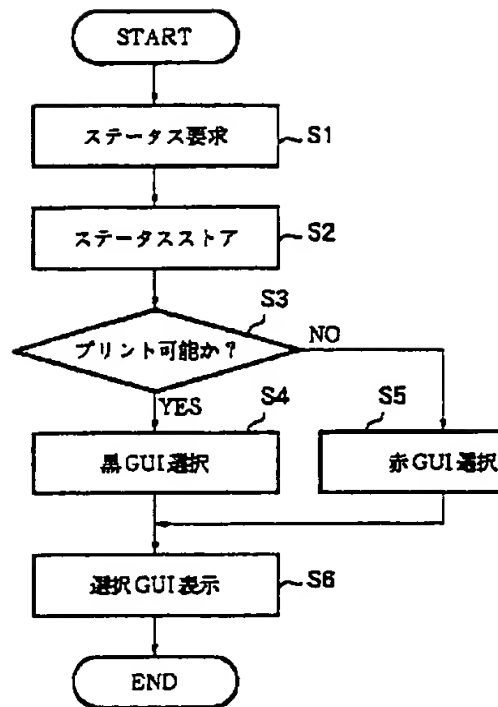 START
ステータス要求
S1
ステータスストア
S2
S3
プリント可能か?
NO
YES
S4
S5
黒GUI選択
赤GUI選択
選択GUI表示
S6
END